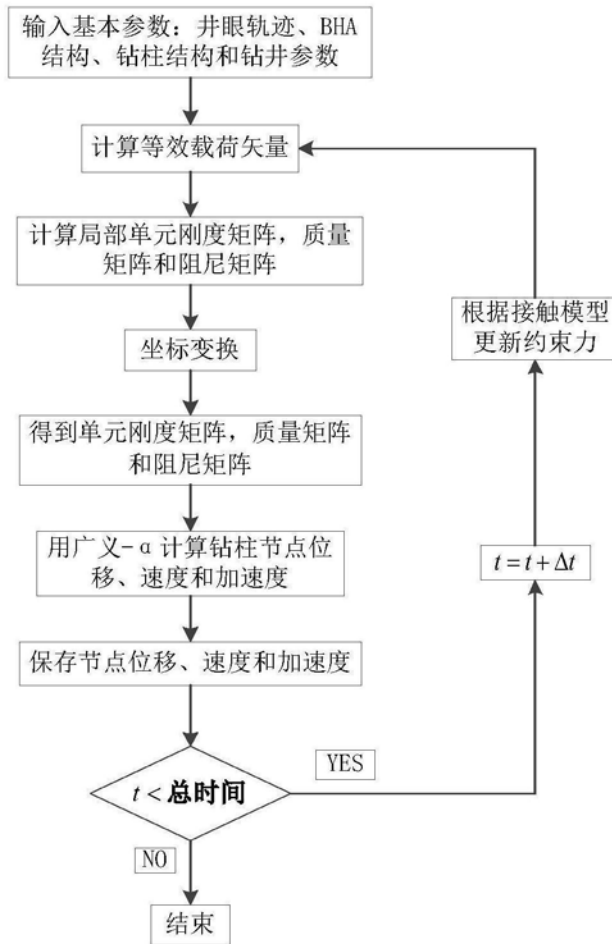 输入基本参数：井眼轨迹、BHA
结构、钻柱结构和钻井参数
计算等效载荷矢量
计算局部单元刚度矩阵，质量
矩阵和阻尼矩阵
坐标变换
得到单元刚度矩阵，质量矩阵
和阻尼矩阵
用广义-α计算钻柱节点位
移、速度和加速度
保存节点位移、速度和加速度
t < 总时间
YES
t = t + Δt
根据接触模型
更新约束力
NO
结束